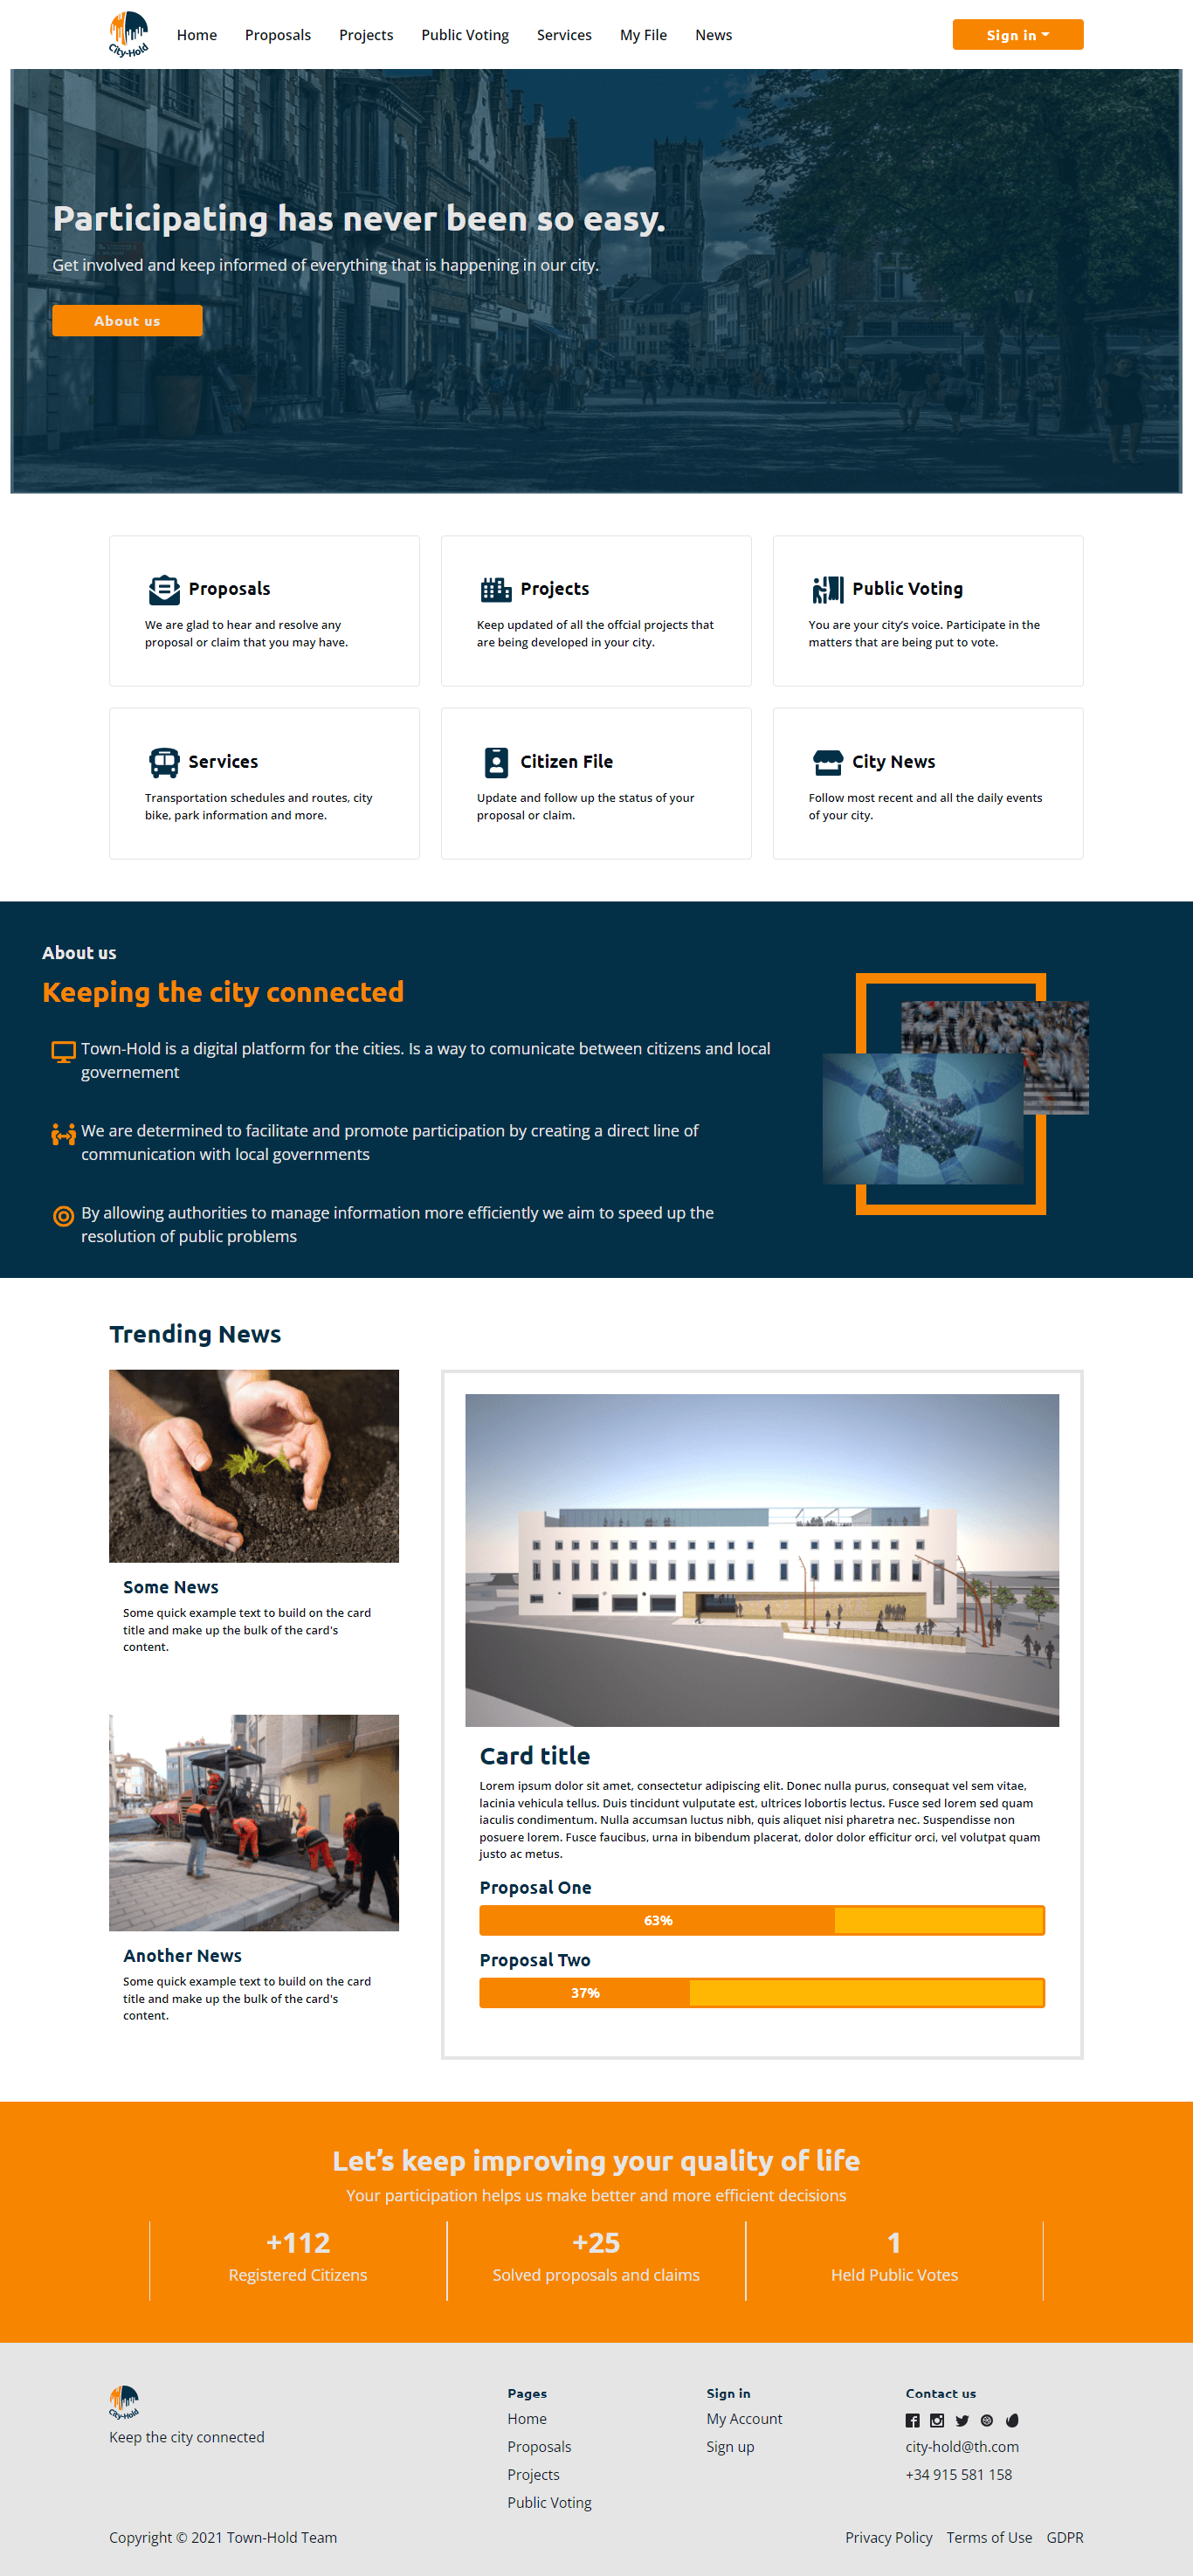 City-Hold
Home Proposals Projects Public Voting Services My File News Sign in
Participating has never been so easy.
Get involved and keep informed of everything that is happening in our city.
About us
Proposals
We are glad to hear and resolve any
proposal or claim that you may have.
Projects
Keep updated of all the offcial projects that
are being developed in your city.
Public Voting
You are your city's voice. Participate in the
matters that are being put to vote.
Services
Transportation schedules and routes, city
bike, park information and more.
Citizen File
Update and follow up the status of your
proposal or claim.
City News
Follow most recent and all the daily events
of your city.
About us
Keeping the city connected
Town-Hold is a digital platform for the cities. Is a way to comunicate between citizens and local
governement
We are determined to facilitate and promote participation by creating a direct line of
communication with local governments
By allowing authorities to manage information more efficiently we aim to speed up the
resolution of public problems
Trending News
Some News
Some quick example text to build on the card
title and make up the bulk of the card's
content.
Another News
Some quick example text to build on the card
title and make up the bulk of the card's
content.
Card title
Lorem ipsum dolor sit amet, consectetur adipiscing elit. Donec nulla purus, consequat vel sem vitae,
lacinia vehicula tellus. Duis tincidunt vulputate est, ultrices lobortis lectus. Fusce sed lorem sed quam
iaculis condimentum. Nulla accumsan luctus nibh, quis aliquet nisi pharetra nec. Suspendisse non
posuere lorem. Fusce faucibus, urna in bibendum placerat, dolor dolor efficitur orci, vel volutpat quam
justo ac metus.
Proposal One
63%
Proposal Two
37%
Let's keep improving your quality of life
Your participation helps us make better and more efficient decisions
+112
Registered Citizens
+25
Solved proposals and claims
1
Held Public Votes
City-Hold
Keep the city connected
Pages
Home
Proposals
Projects
Public Voting
Sign in
My Account
Sign up
Contact us
city-hold@th.com
+34 915 581 158
Copyright © 2021 Town-Hold Team
Privacy Policy Terms of Use GDPR